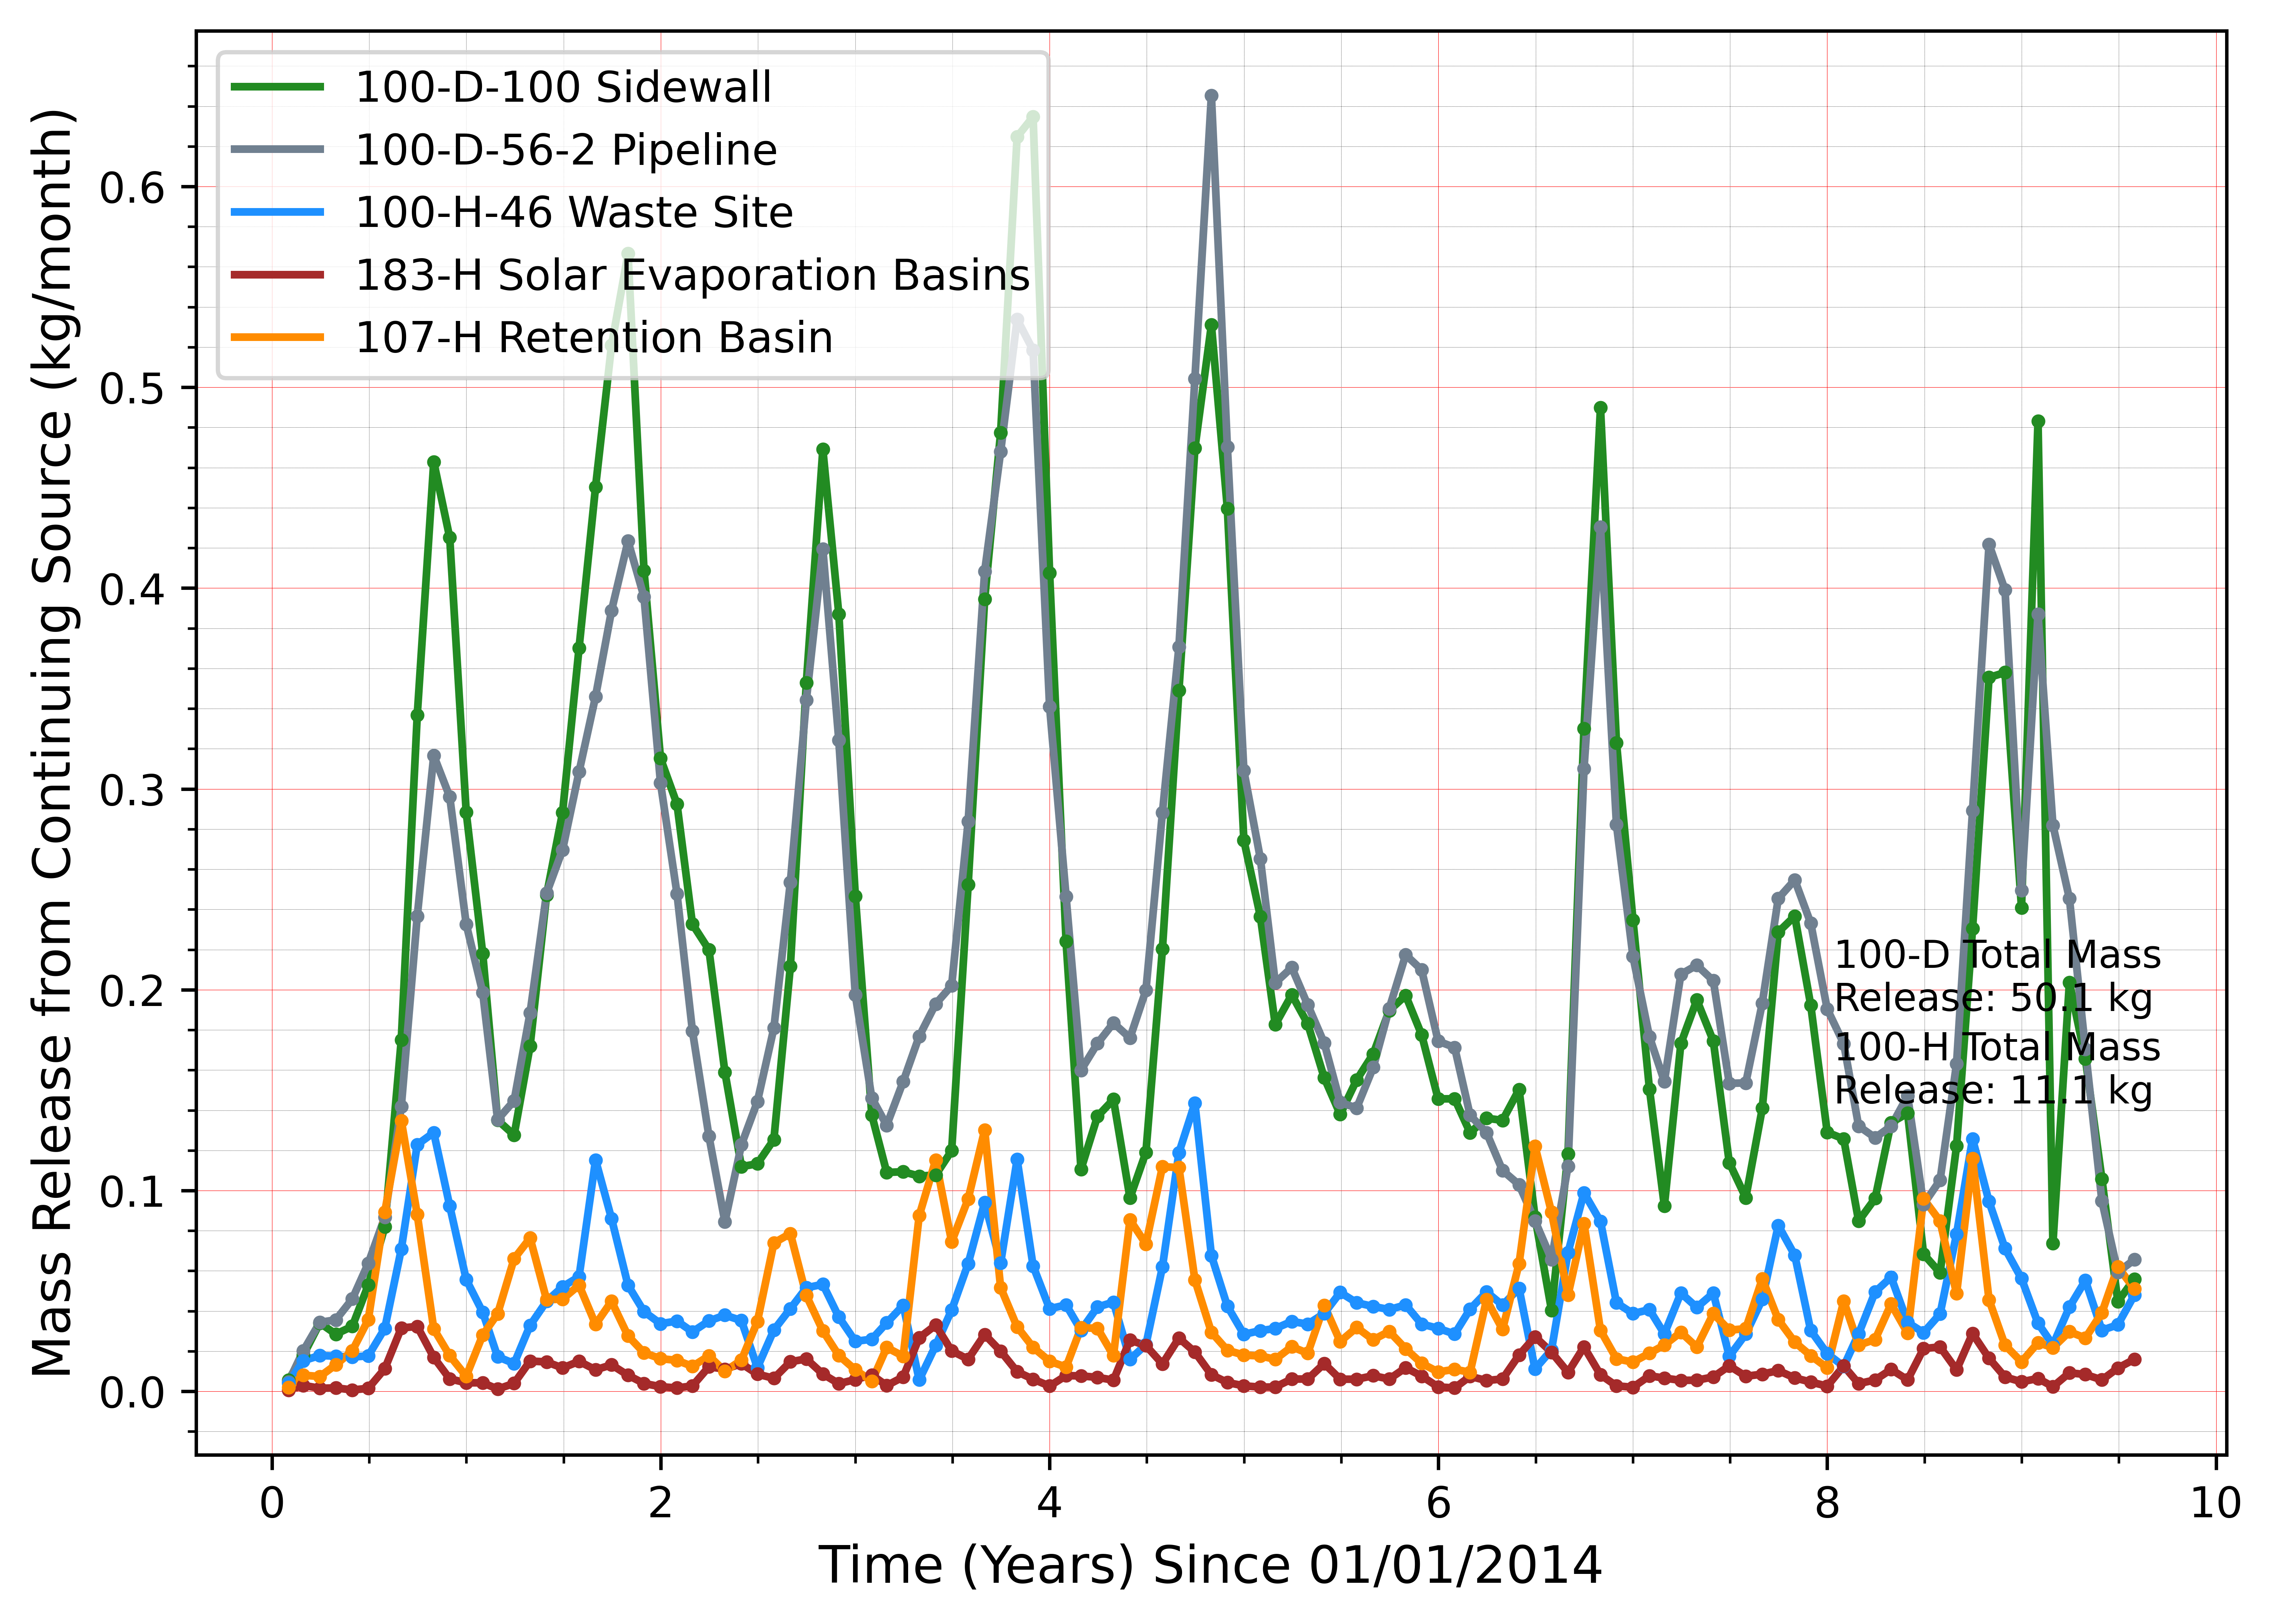 100-D-100 Sidewall
100-D-56-2 Pipeline
100-H-46 Waste Site
183-H Solar Evaporation Basins
107-H Retention Basin
Mass Release from Continuing Source (kg/month)
0.6
0.5
0.4
0.3
0.2
0.1
0.0
100-D Total Mass
Release: 50.1 kg
100-H Total Mass
Release: 11.1 kg
0
2
4
6
8
10
Time (Years) Since 01/01/2014